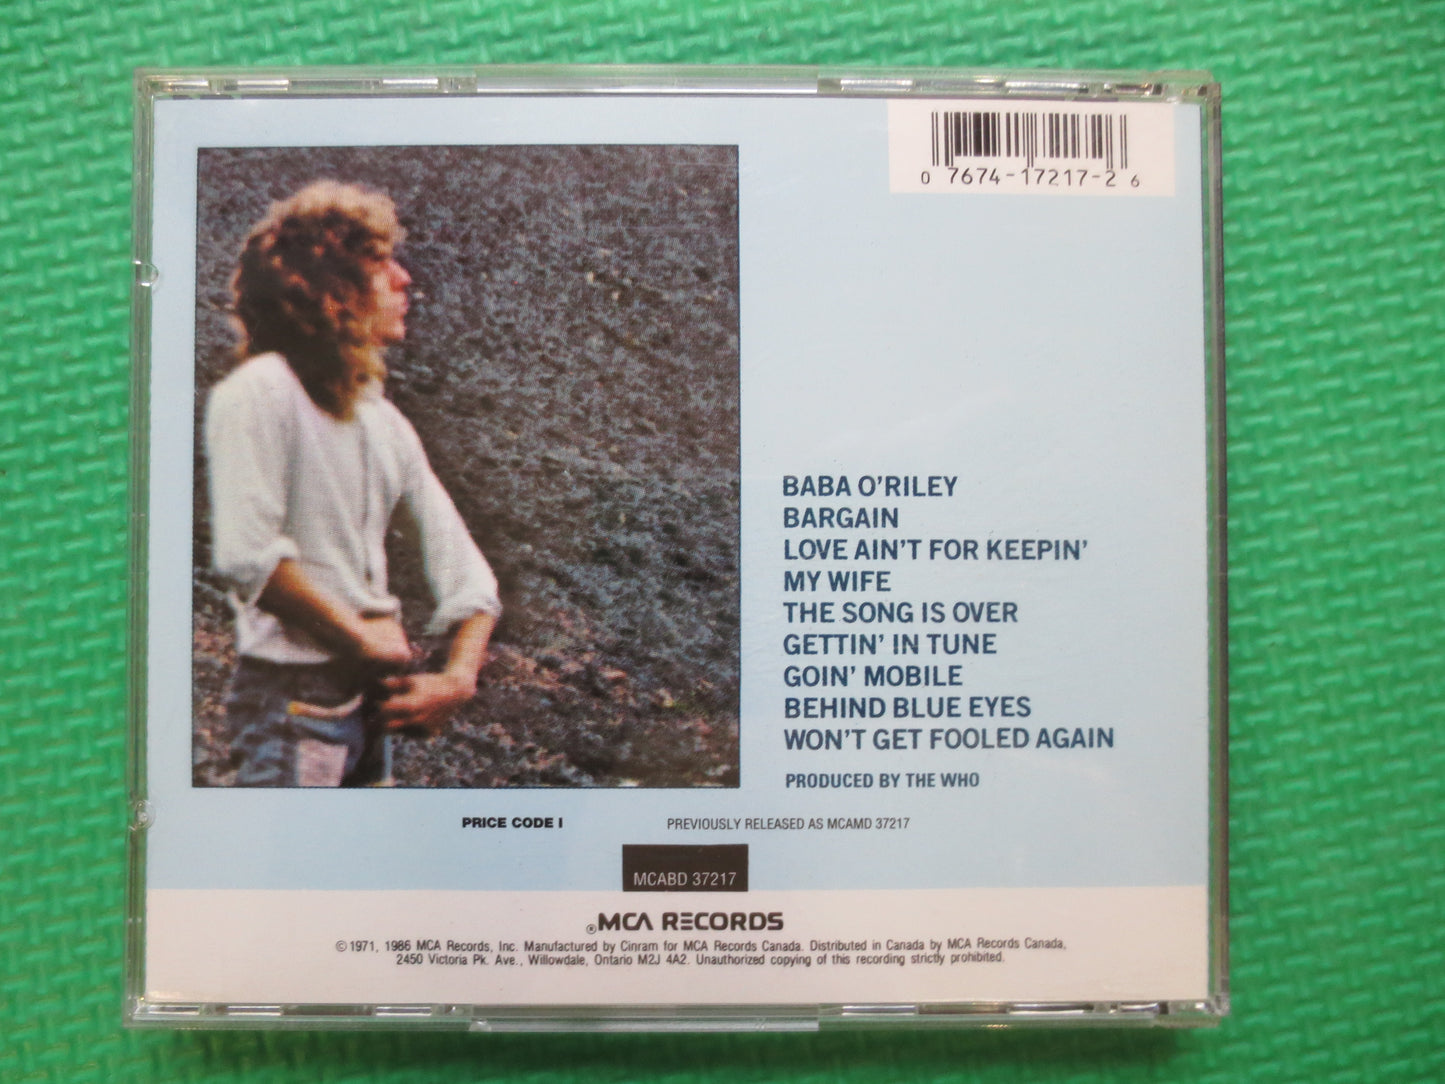 0 7674-17217-2 6
BABA O'RILEY
BARGAIN
LOVE AIN'T FOR KEEPIN'
MY WIFE
THE SONG IS OVER
GETTIN' IN TUNE
GOIN' MOBILE
BEHIND BLUE EYES
WON'T GET FOOLED AGAIN
PRODUCED BY THE WHO
PRICE CODE I
PREVIOUSLY RELEASED AS MCAMD 37217
MCABD 37217
®MCA RECORDS
© 1971, 1986 MCA Records, Inc. Manufactured by Cinram for MCA Records Canada. Distributed in Canada by MCA Records Canada,
2450 Victoria Pk. Ave., Willowdale, Ontario M2J 4A2. Unauthorized copying of this recording strictly prohibited.